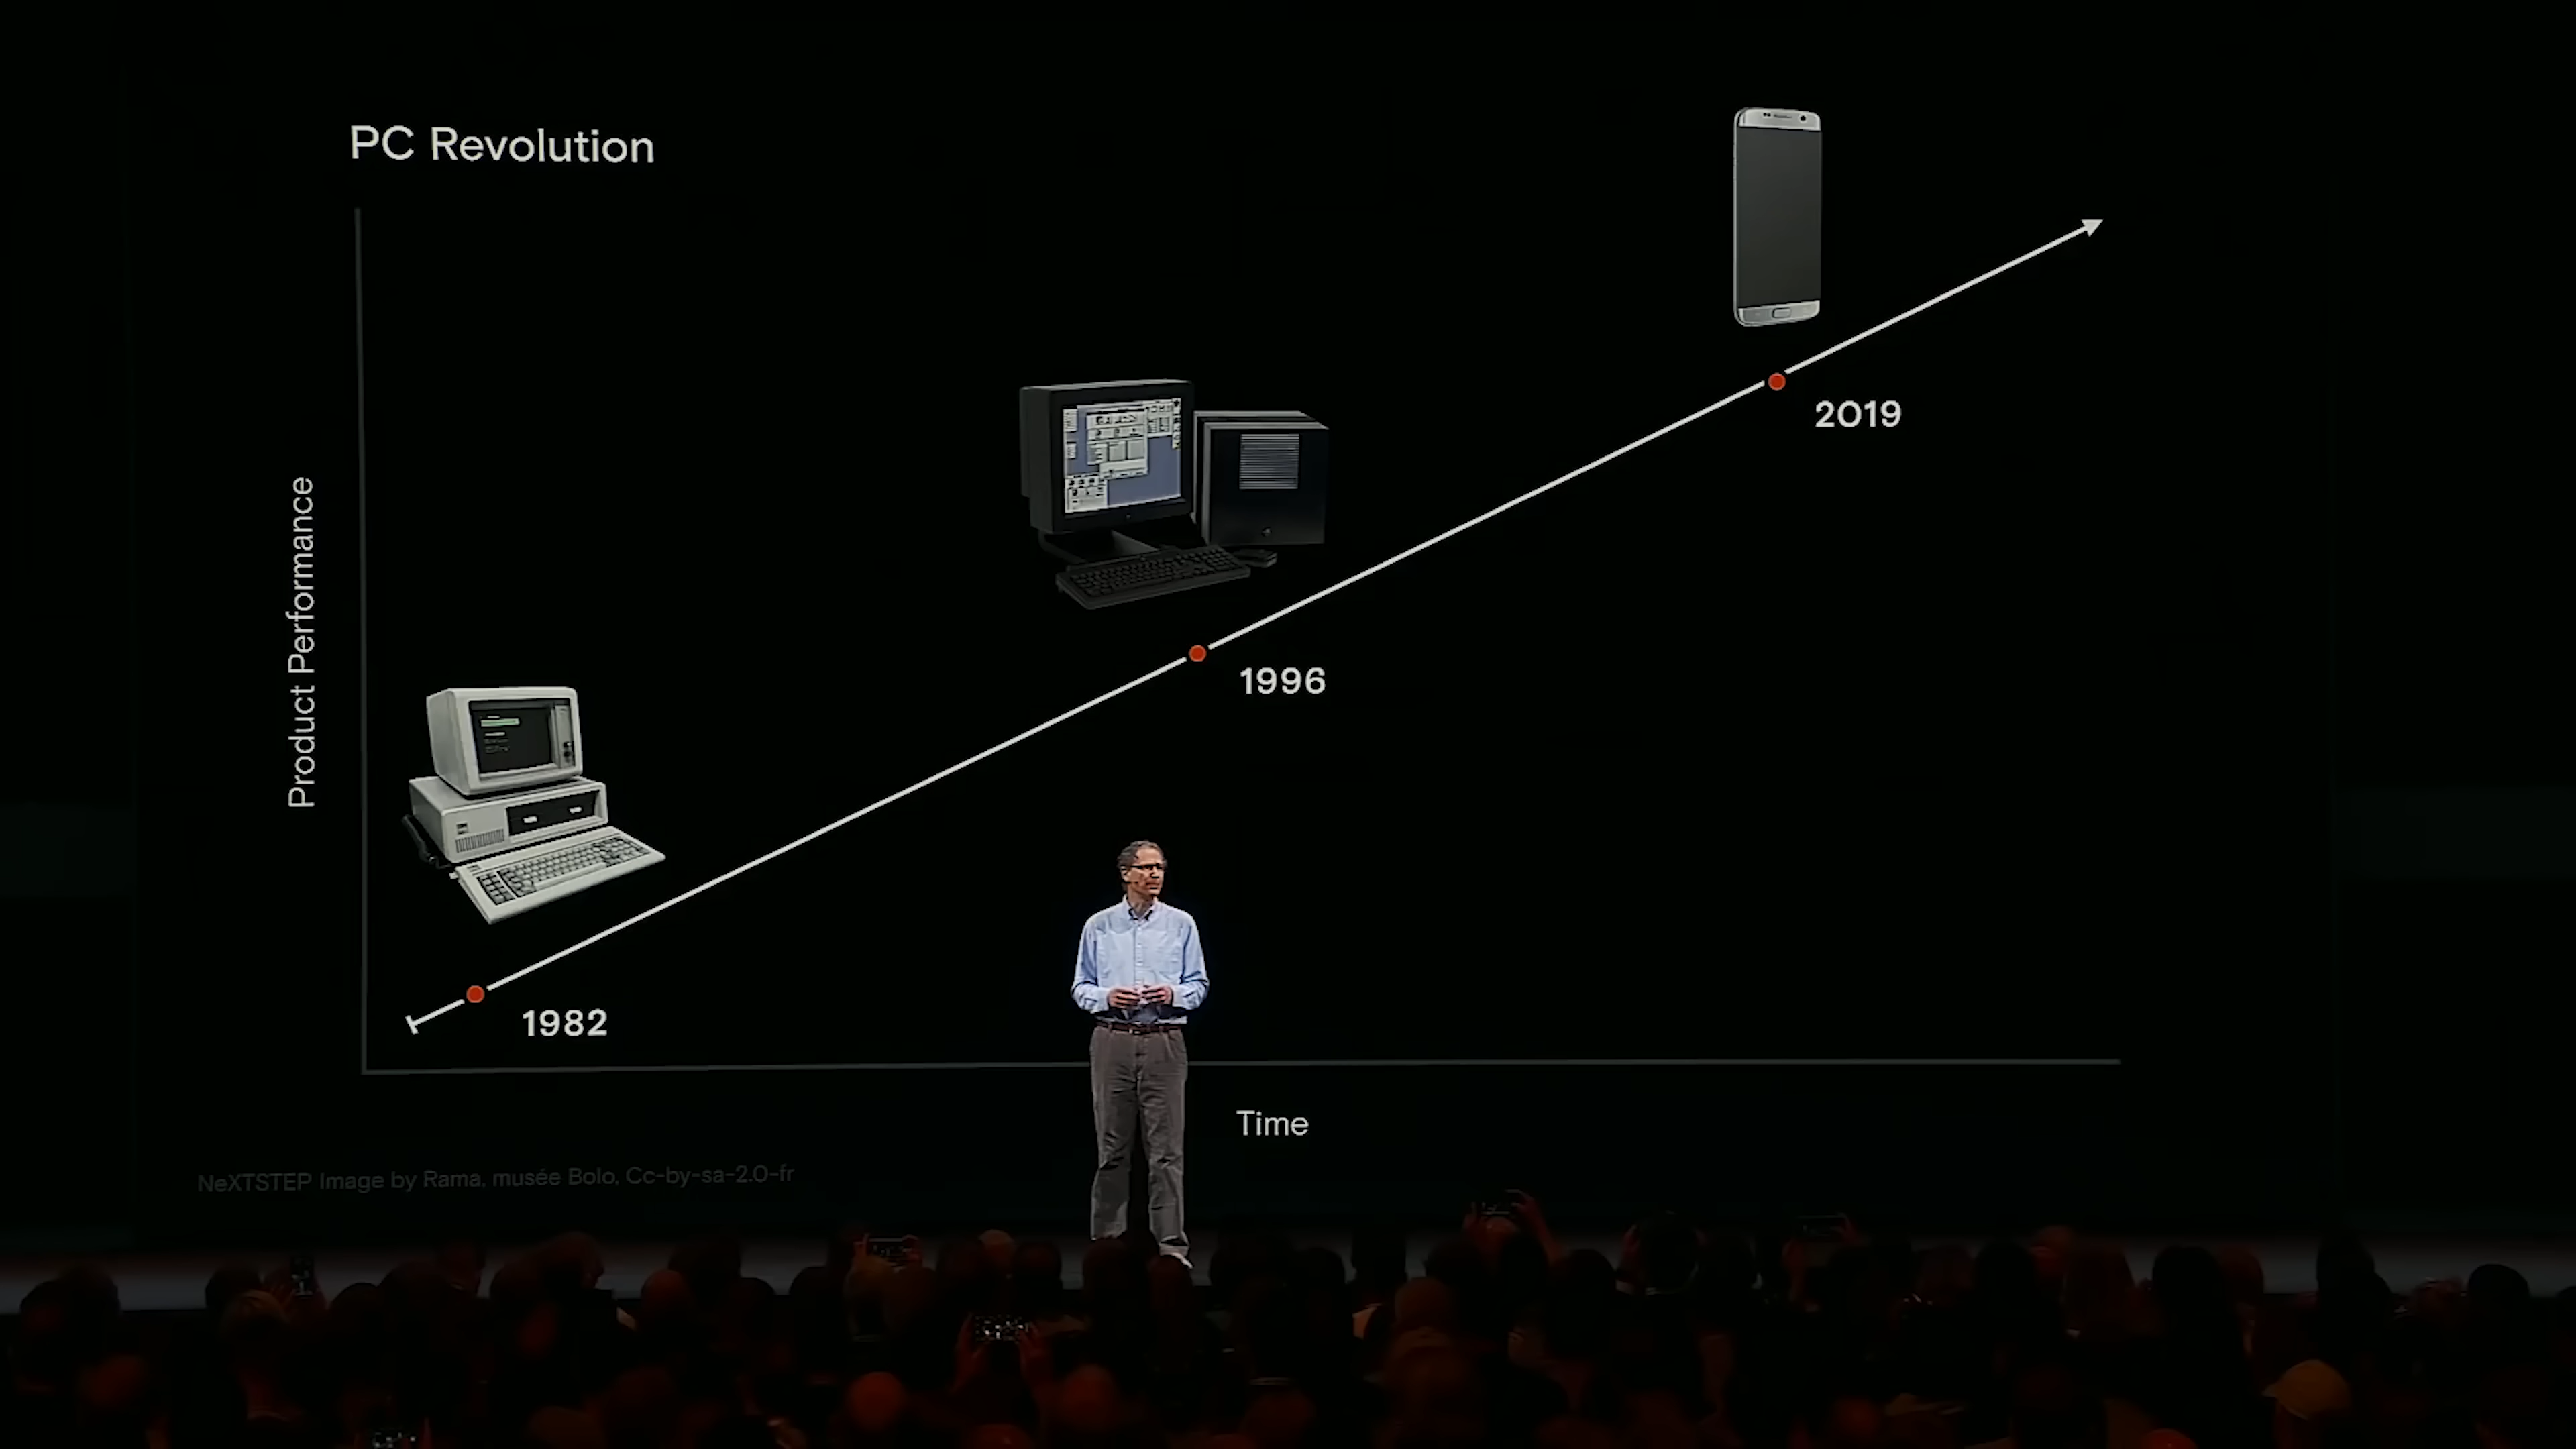 PC Revolution
2019
1996
Product Performance
1982
Time
NeXTSTEP Image by Rama, musée Bolo, Cc-by-sa-2.0-fr